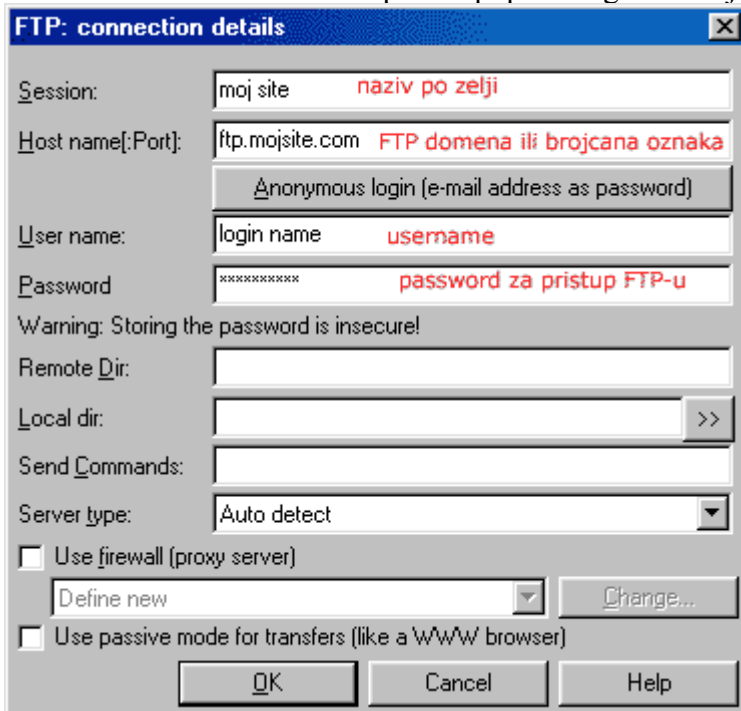 FTP: connection details
Session: moj site naziv po zelji
Host name[:Port]: ftp.mojsite.com FTP domena ili brojcana oznaka
Anonymous login (e-mail address as password)
User name: login name username
Password ********** password za pristup FTP-u
Warning: Storing the password is insecure!
Remote Dir:
Local dir: >>
Send Commands:
Server type: Auto detect
Use firewall (proxy server)
Define new Change...
Use passive mode for transfers (like a WWW browser)
OK Cancel Help